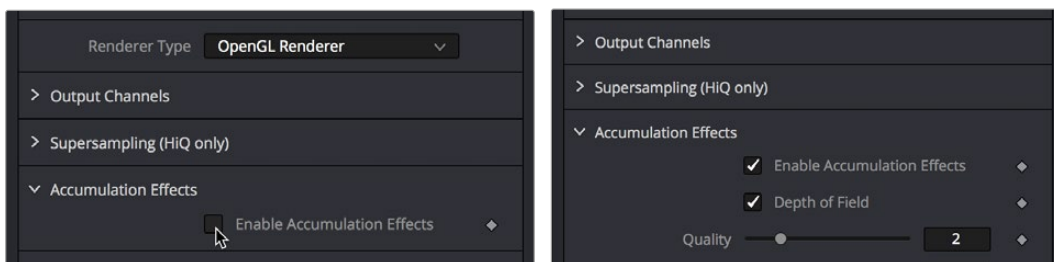 Renderer Type OpenGL Renderer
Output Channels
Supersampling (HiQ only)
Accumulation Effects
Enable Accumulation Effects
Output Channels
Supersampling (HiQ only)
Accumulation Effects
Enable Accumulation Effects
Depth of Field
Quality 2